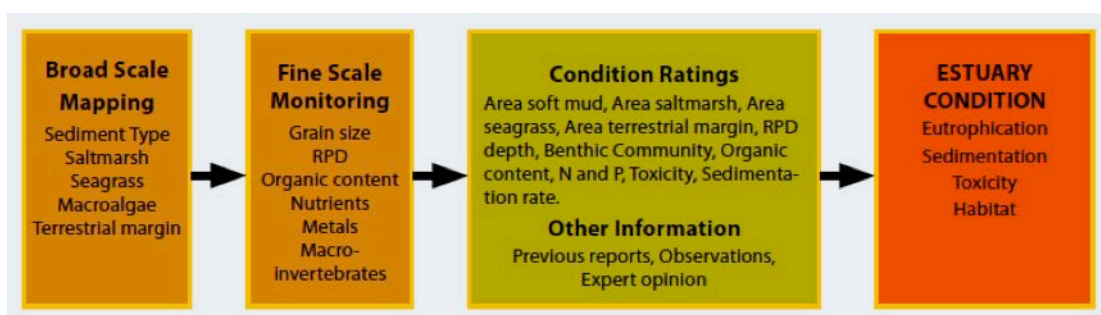 Broad Scale
Mapping
Sediment Type
Saltmarsh
Seagrass
Macroalgae
Terrestrial margin
Fine Scale
Monitoring
Grain size
RPD
Organic content
Nutrients
Metals
Macro-
invertebrates
Condition Ratings
Area soft mud, Area saltmarsh, Area
seagrass, Area terrestrial margin, RPD
depth, Benthic Community, Organic
content, N and P, Toxicity, Sedimenta-
tion rate.
Other Information
Previous reports, Observations,
Expert opinion
ESTUARY
CONDITION
Eutrophication
Sedimentation
Toxicity
Habitat